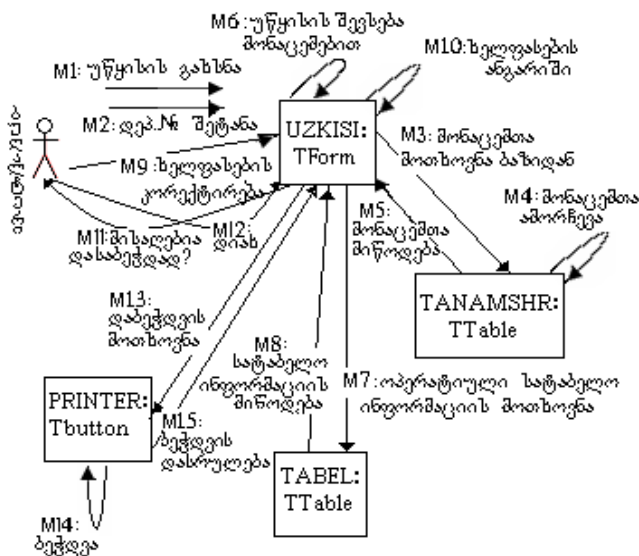 M6: უწყისის შევსება
მონაცემებით
M10: ხელფასების
ანგარიში
M1: უწყისის გახსნა
M2: დეპ.№ შეტანა
UZKISI:
TForm
M3: მონაცემთა
მოთხოვნა ბაზიდან
M9: ხელფასების
კორექტირება
M4: მონაცემთა
ამორჩევა
M5:
მონაცემთა
მიწოდება
M11: მისაღებია
დასაბეჭდად?
M12:
დიახ
TANAMSHR:
TTable
M13:
დაბეჭდვის
მოთხოვნა
M8:
სატაბელო
ინფორმაციის
მიწოდება
M7: ოპერატიული სატაბელო
ინფორმაციის მოთხოვნა
PRINTER:
Tbutton
M15:
ბეჭდვის
დასრულება
TABEL:
TTable
M14:
ბეჭდვა